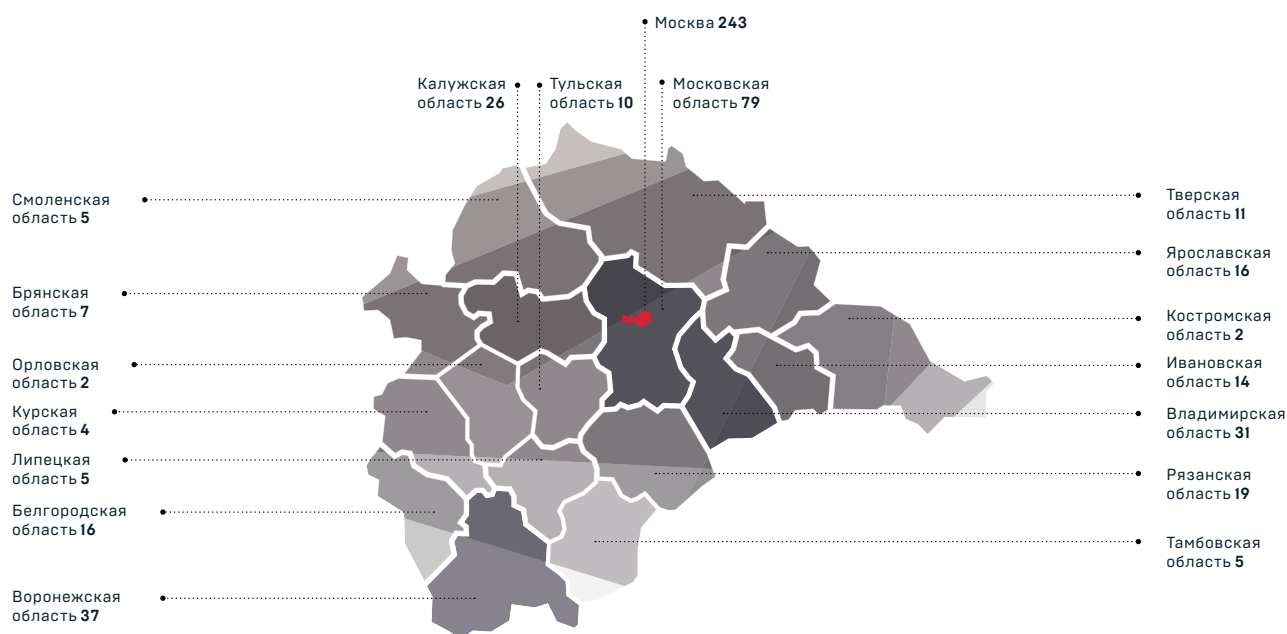 Москва 243
Калужская
область 26
Тульская
область 10
Московская
область 79
Смоленская
область 5
Брянская
область 7
Орловская
область 2
Курская
область 4
Липецкая
область 5
Белгородская
область 16
Воронежская
область 37
Тверская
область 11
Ярославская
область 16
Костромская
область 2
Ивановская
область 14
Владимирская
область 31
Рязанская
область 19
Тамбовская
область 5